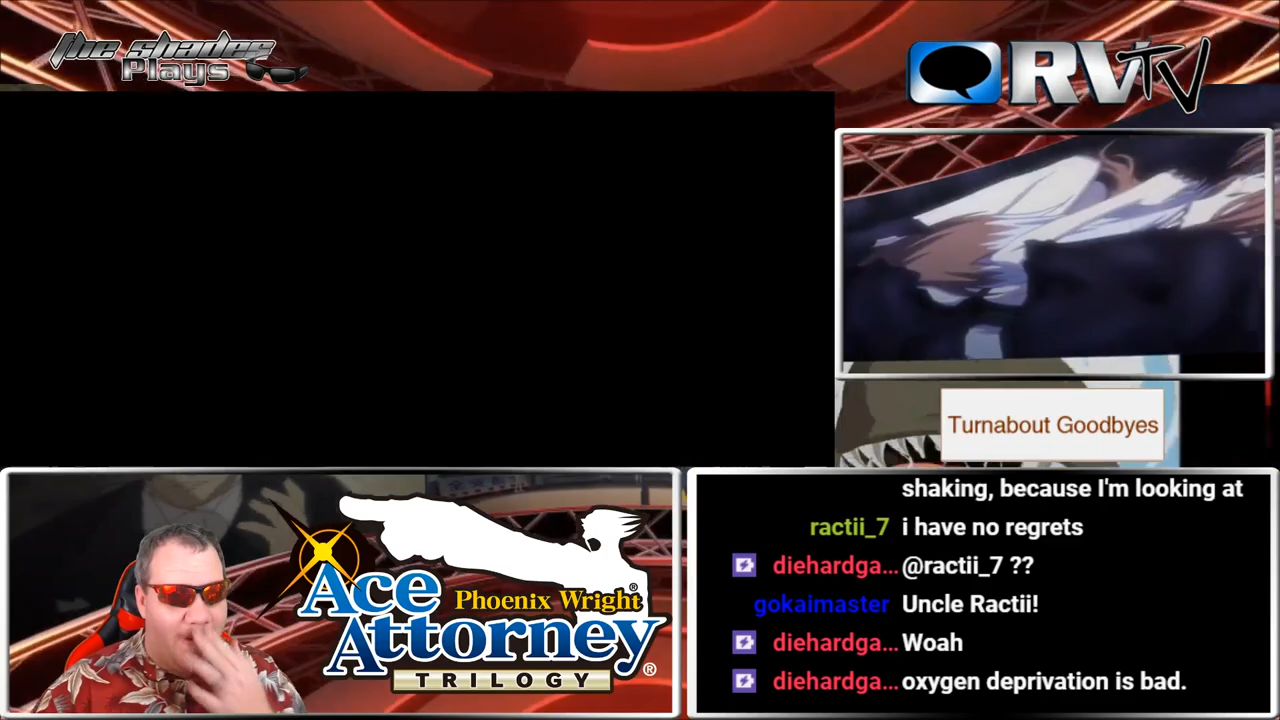 The Shades
Plays
RVTV
Turnabout Goodbyes
Ace
Phoenix Wright®
Attorney®
TRILOGY
shaking, because I'm looking at
ractii_7 i have no regrets
diehardga... @ractii_7 ??
gokaimaster Uncle Ractii!
diehardga... Woah
diehardga... oxygen deprivation is bad.